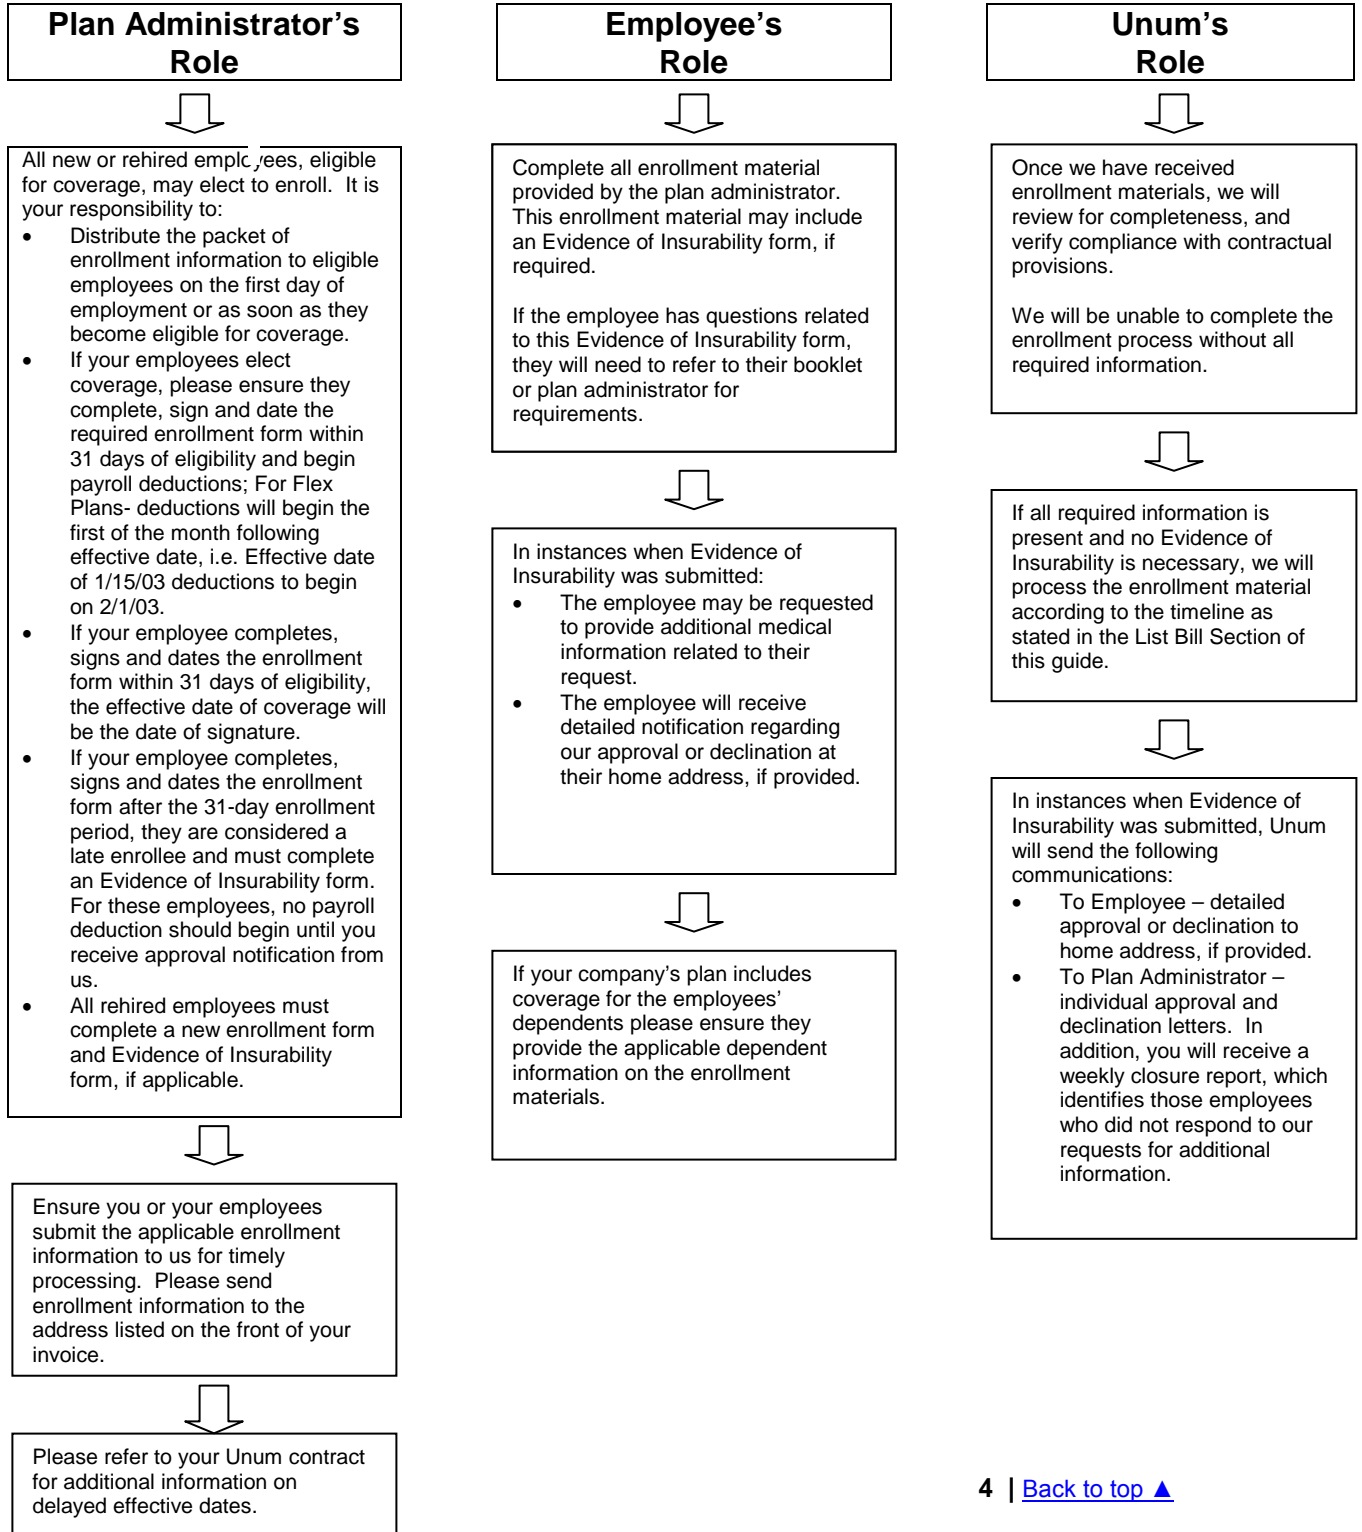 Plan Administrator's
Role
All new or rehired employees, eligible
for coverage, may elect to enroll.  It is
your responsibility to:
• Distribute the packet of
enrollment information to eligible
employees on the first day of
employment or as soon as they
become eligible for coverage.
• If your employees elect
coverage, please ensure they
complete, sign and date the
required enrollment form within
31 days of eligibility and begin
payroll deductions; For Flex
Plans- deductions will begin the
first of the month following
effective date, i.e. Effective date
of 1/15/03 deductions to begin
on 2/1/03.
• If your employee completes,
signs and dates the enrollment
form within 31 days of eligibility,
the effective date of coverage will
be the date of signature.
• If your employee completes,
signs and dates the enrollment
form after the 31-day enrollment
period, they are considered a
late enrollee and must complete
an Evidence of Insurability form.
For these employees, no payroll
deduction should begin until you
receive approval notification from
us.
• All rehired employees must
complete a new enrollment form
and Evidence of Insurability
form, if applicable.
Ensure you or your employees
submit the applicable enrollment
information to us for timely
processing.  Please send
enrollment information to the
address listed on the front of your
invoice.
Please refer to your Unum contract
for additional information on
delayed effective dates.
Employee's
Role
Complete all enrollment material
provided by the plan administrator.
This enrollment material may include
an Evidence of Insurability form, if
required.
If the employee has questions related
to this Evidence of Insurability form,
they will need to refer to their booklet
or plan administrator for
requirements.
In instances when Evidence of
Insurability was submitted:
• The employee may be requested
to provide additional medical
information related to their
request.
• The employee will receive
detailed notification regarding
our approval or declination at
their home address, if provided.
If your company's plan includes
coverage for the employees'
dependents please ensure they
provide the applicable dependent
information on the enrollment
materials.
Unum's
Role
Once we have received
enrollment materials, we will
review for completeness, and
verify compliance with contractual
provisions.
We will be unable to complete the
enrollment process without all
required information.
If all required information is
present and no Evidence of
Insurability is necessary, we will
process the enrollment material
according to the timeline as
stated in the List Bill Section of
this guide.
In instances when Evidence of
Insurability was submitted, Unum
will send the following
communications:
• To Employee – detailed
approval or declination to
home address, if provided.
• To Plan Administrator –
individual approval and
declination letters.  In
addition, you will receive a
weekly closure report, which
identifies those employees
who did not respond to our
requests for additional
information.
4 | Back to top ▲